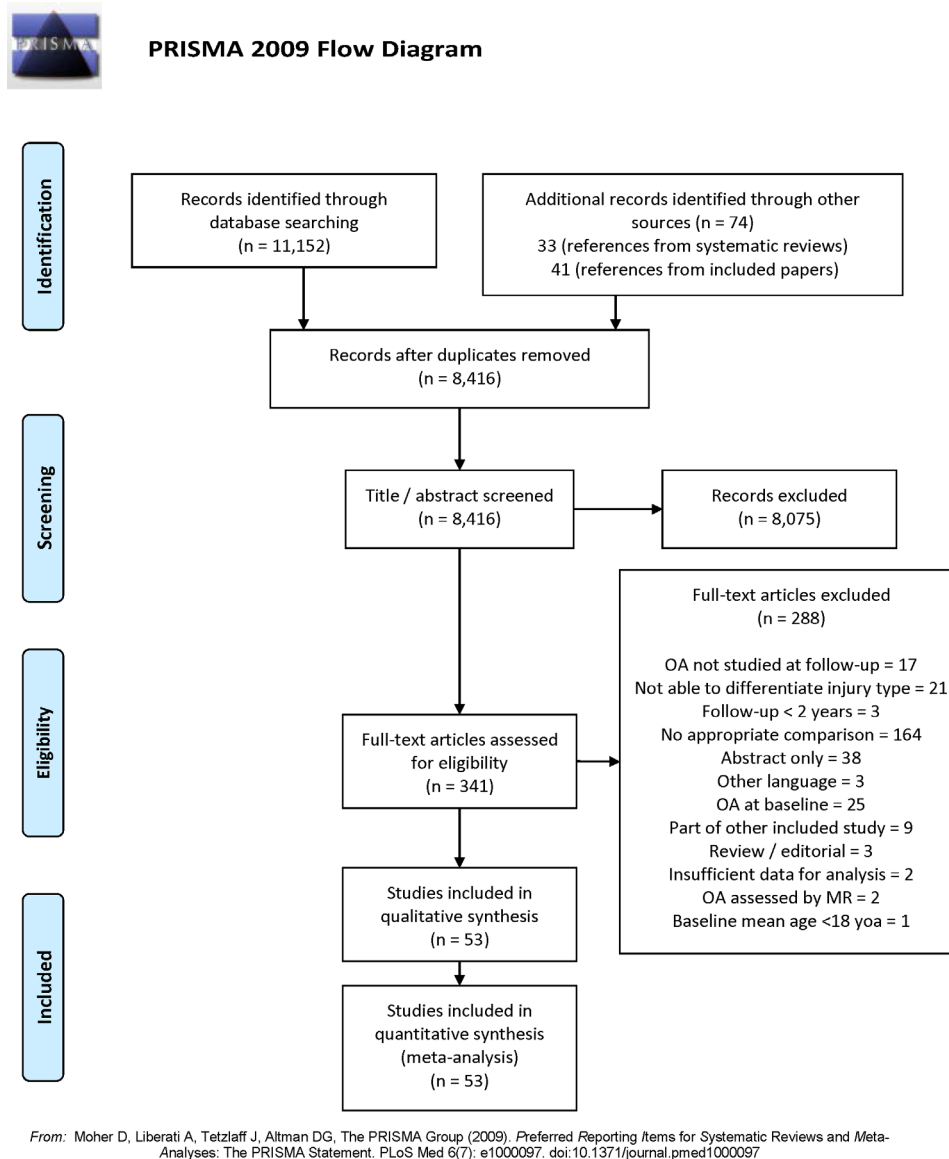 PRISMA
PRISMA 2009 Flow Diagram
Identification
Records identified through
database searching
(n = 11,152)
Additional records identified through other
sources (n = 74)
33 (references from systematic reviews)
41 (references from included papers)
Records after duplicates removed
(n = 8,416)
Screening
Title / abstract screened
(n = 8,416)
Records excluded
(n = 8,075)
Eligibility
Full-text articles assessed
for eligibility
(n = 341)
Full-text articles excluded
(n = 288)
OA not studied at follow-up = 17
Not able to differentiate injury type = 21
Follow-up < 2 years = 3
No appropriate comparison = 164
Abstract only = 38
Other language = 3
OA at baseline = 25
Part of other included study = 9
Review / editorial = 3
Insufficient data for analysis = 2
OA assessed by MR = 2
Baseline mean age <18 yoa = 1
Included
Studies included in
qualitative synthesis
(n = 53)
Studies included in
quantitative synthesis
(meta-analysis)
(n = 53)
From: Moher D, Liberati A, Tetzlaff J, Altman DG, The PRISMA Group (2009). Preferred Reporting Items for Systematic Reviews and Meta-
Analyses: The PRISMA Statement. PLoS Med 6(7): e1000097. doi:10.1371/journal.pmed1000097